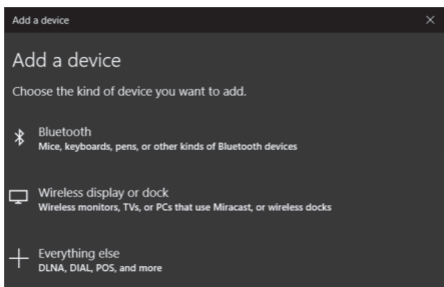 Add a device
Add a device
Choose the kind of device you want to add.
Bluetooth
Mice, keyboards, pens, or other kinds of Bluetooth devices
Wireless display or dock
Wireless monitors, TVs, or PCs that use Miracast, or wireless docks
Everything else
DLNA, DIAL, POS, and more